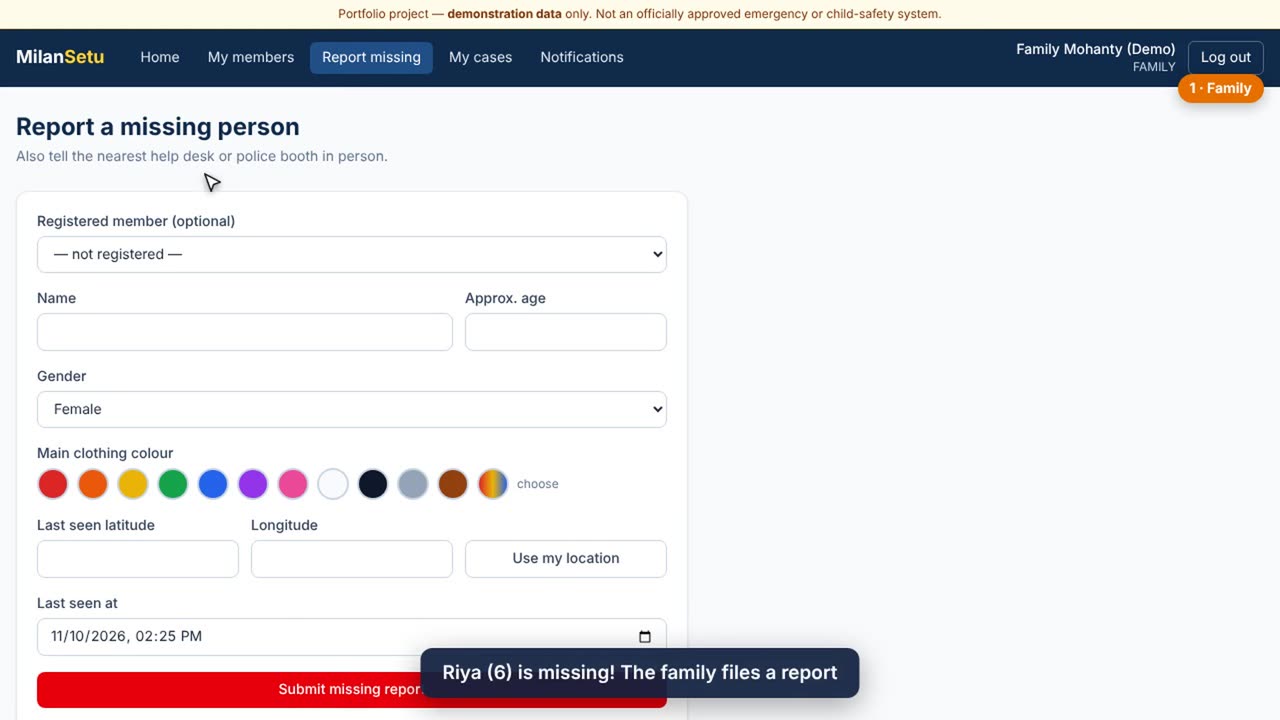 Portfolio project — demonstration data only. Not an officially approved emergency or child-safety system.
MilanSetu Home My members Report missing My cases Notifications Family Mohanty (Demo) Log out
FAMILY
1 · Family
Report a missing person
Also tell the nearest help desk or police booth in person.
Registered member (optional)
— not registered —
Name Approx. age
Gender
Female
Main clothing colour
choose
Last seen latitude Longitude
Use my location
Last seen at
11/10/2026, 02:25 PM
Riya (6) is missing! The family files a report
Submit missing repor